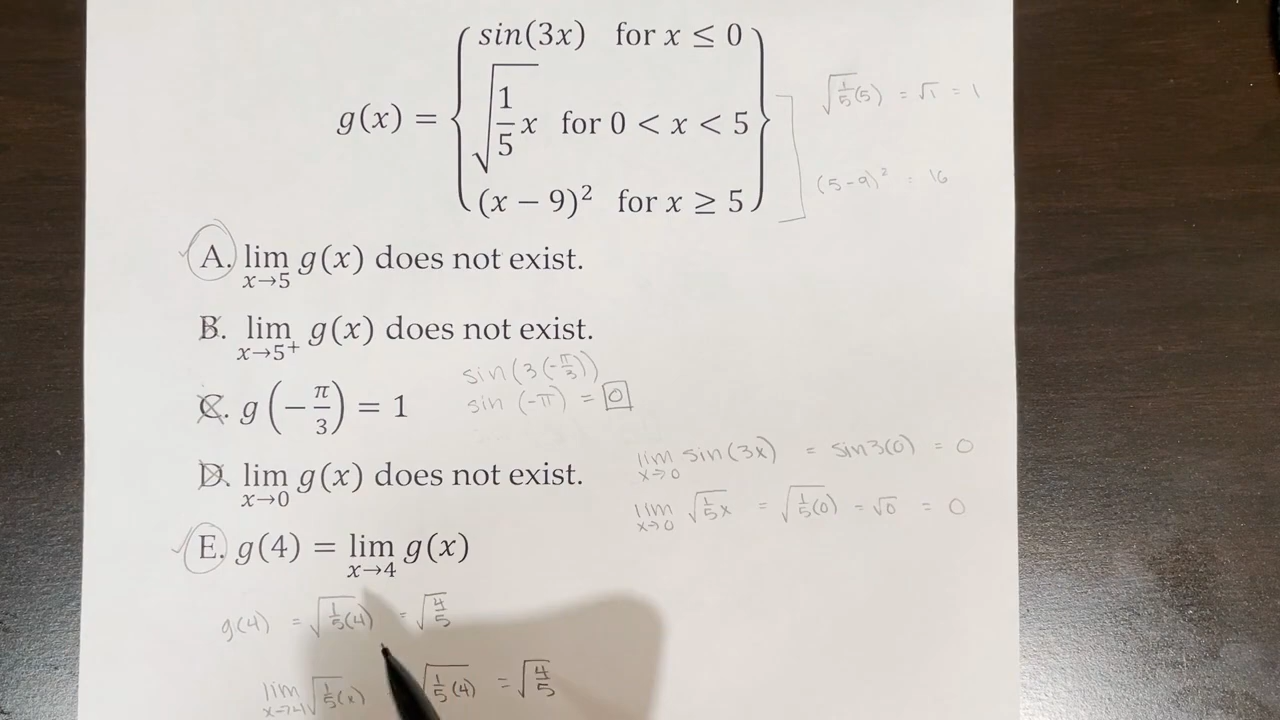 g(x) = { sin(3x) for x ≤ 0
√(1/5 x) for 0 < x < 5
(x − 9)² for x ≥ 5 }
√(1/5(5)) = √1 = 1
(5-9)² = 16
A. lim x→5 g(x) does not exist.
B. lim x→5⁺ g(x) does not exist.
sin(3(-π/3))
C. g(−π/3) = 1
sin(-π) = 0
lim x→0 sin(3x) = sin3(0) = 0
D. lim x→0 g(x) does not exist.
lim x→0 √(1/5 x) = √(1/5(0)) = √0 = 0
E. g(4) = lim x→4 g(x)
g(4) = √(1/5(4)) = √(4/5)
lim x→4 √(1/5(x)) √(1/5(4)) = √(4/5)